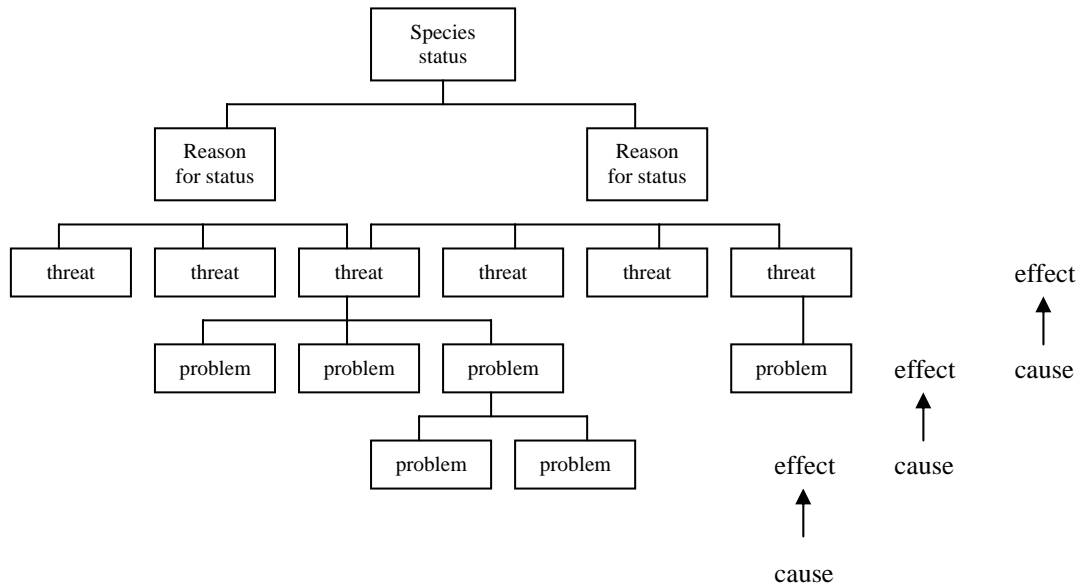 Species
status
Reason
for status
Reason
for status
threat
threat
threat
threat
threat
threat
effect
problem
problem
problem
problem
effect
cause
problem
problem
effect
cause
cause